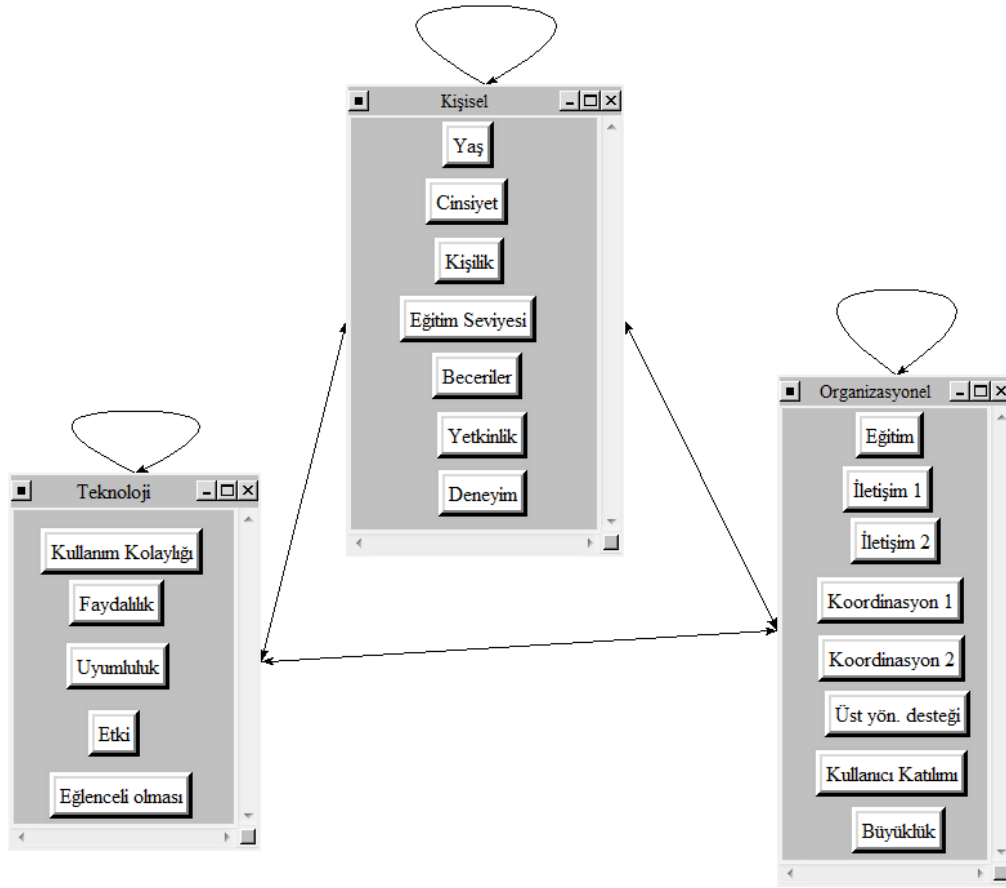 Kişisel
Yaş
Cinsiyet
Kişilik
Eğitim Seviyesi
Beceriler
Yetkinlik
Deneyim
Teknoloji
Kullanım Kolaylığı
Faydalılık
Uyumluluk
Etki
Eğlenceli olması
Organizasyonel
Eğitim
İletişim 1
İletişim 2
Koordinasyon 1
Koordinasyon 2
Üst yön. desteği
Kullanıcı Katılımı
Büyüklük